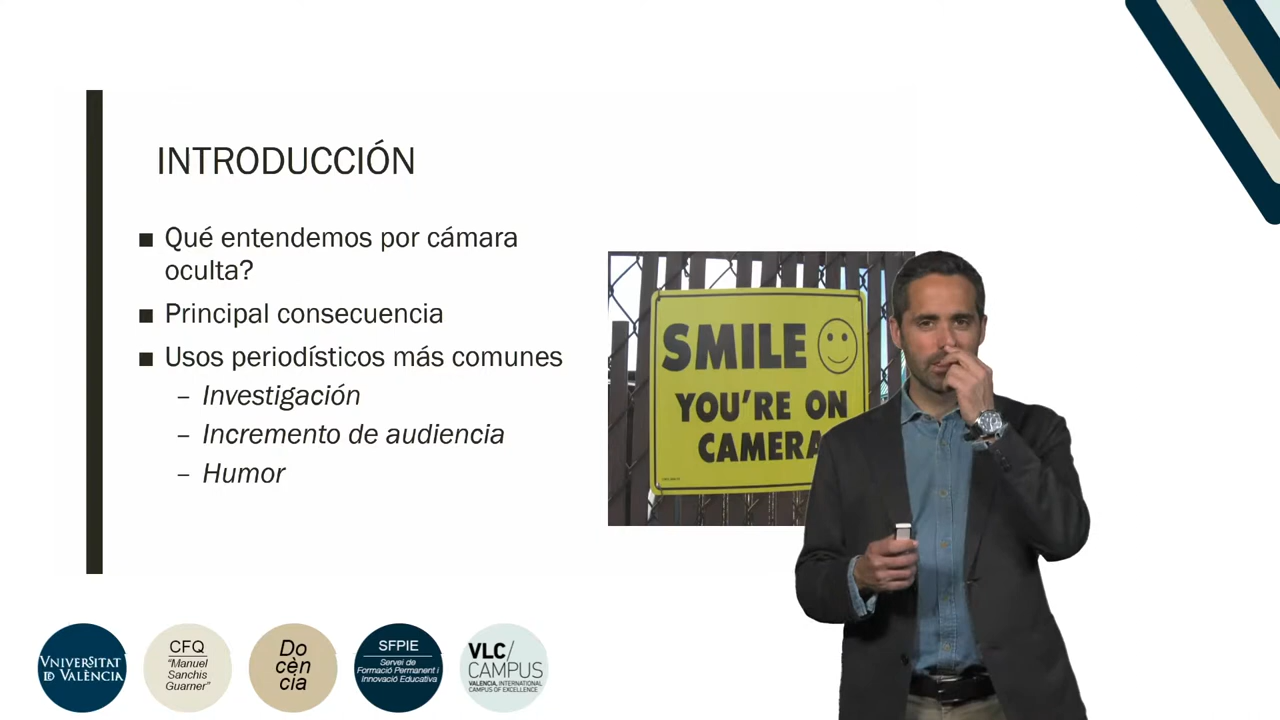 INTRODUCCIÓN
■ Qué entendemos por cámara
oculta?
■ Principal consecuencia
■ Usos periodísticos más comunes
– Investigación
– Incremento de audiencia
– Humor
SMILE
YOU'RE ON
CAMERA
VNIVERSITAT
ID VALÈNCIA
CFQ
"Manuel
Sanchis
Guarner"
Do
cèn
cia
SFPIE
Servei de
Formació Permanent i
Innovació Educativa
VLC/
CAMPUS
VALENCIA, INTERNATIONAL
CAMPUS OF EXCELLENCE